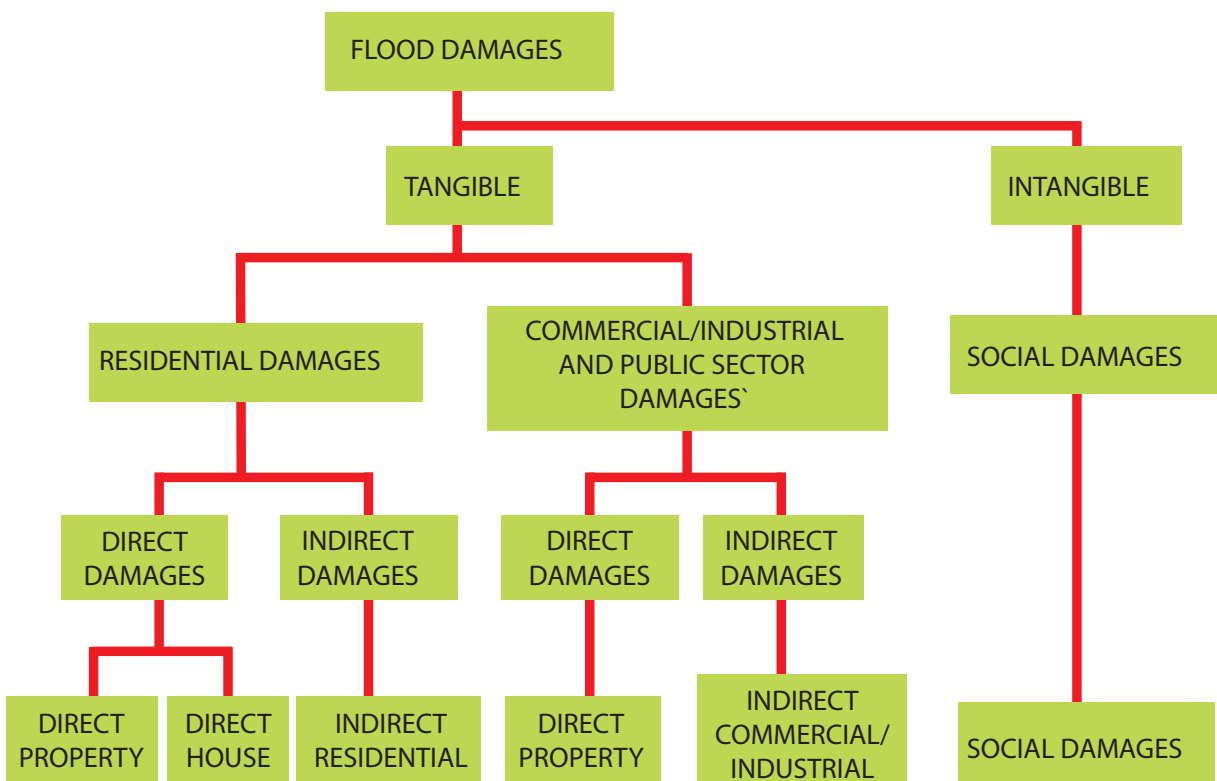 FLOOD DAMAGES
TANGIBLE
INTANGIBLE
RESIDENTIAL DAMAGES
COMMERCIAL/INDUSTRIAL
AND PUBLIC SECTOR
DAMAGES`
SOCIAL DAMAGES
DIRECT
DAMAGES
INDIRECT
DAMAGES
DIRECT
DAMAGES
INDIRECT
DAMAGES
DIRECT
PROPERTY
DIRECT
HOUSE
INDIRECT
RESIDENTIAL
DIRECT
PROPERTY
INDIRECT
COMMERCIAL/
INDUSTRIAL
SOCIAL DAMAGES